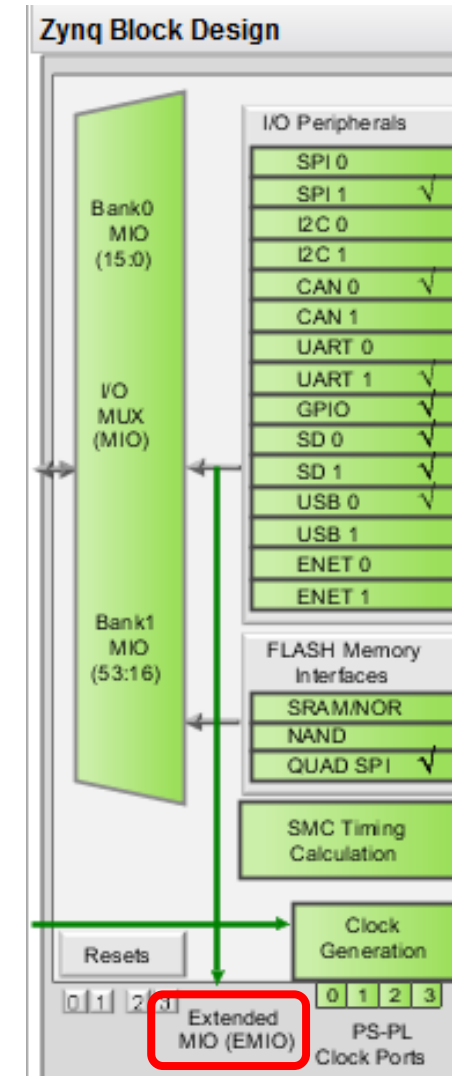 Zynq Block Design
Bank0
MIO
(15:0)
I/O
MUX
(MIO)
Bank1
MIO
(53:16)
I/O Peripherals
SPI 0
SPI 1 √
I2C 0
I2C 1
CAN 0 √
CAN 1
UART 0
UART 1 √
GPIO √
SD 0 √
SD 1 √
USB 0 √
USB 1
ENET 0
ENET 1
FLASH Memory
Interfaces
SRAM/NOR
NAND
QUAD SPI √
SMC Timing
Calculation
Clock
Generation
Resets
0 1 2 3
Extended
MIO (EMIO)
0 1 2 3
PS-PL
Clock Ports